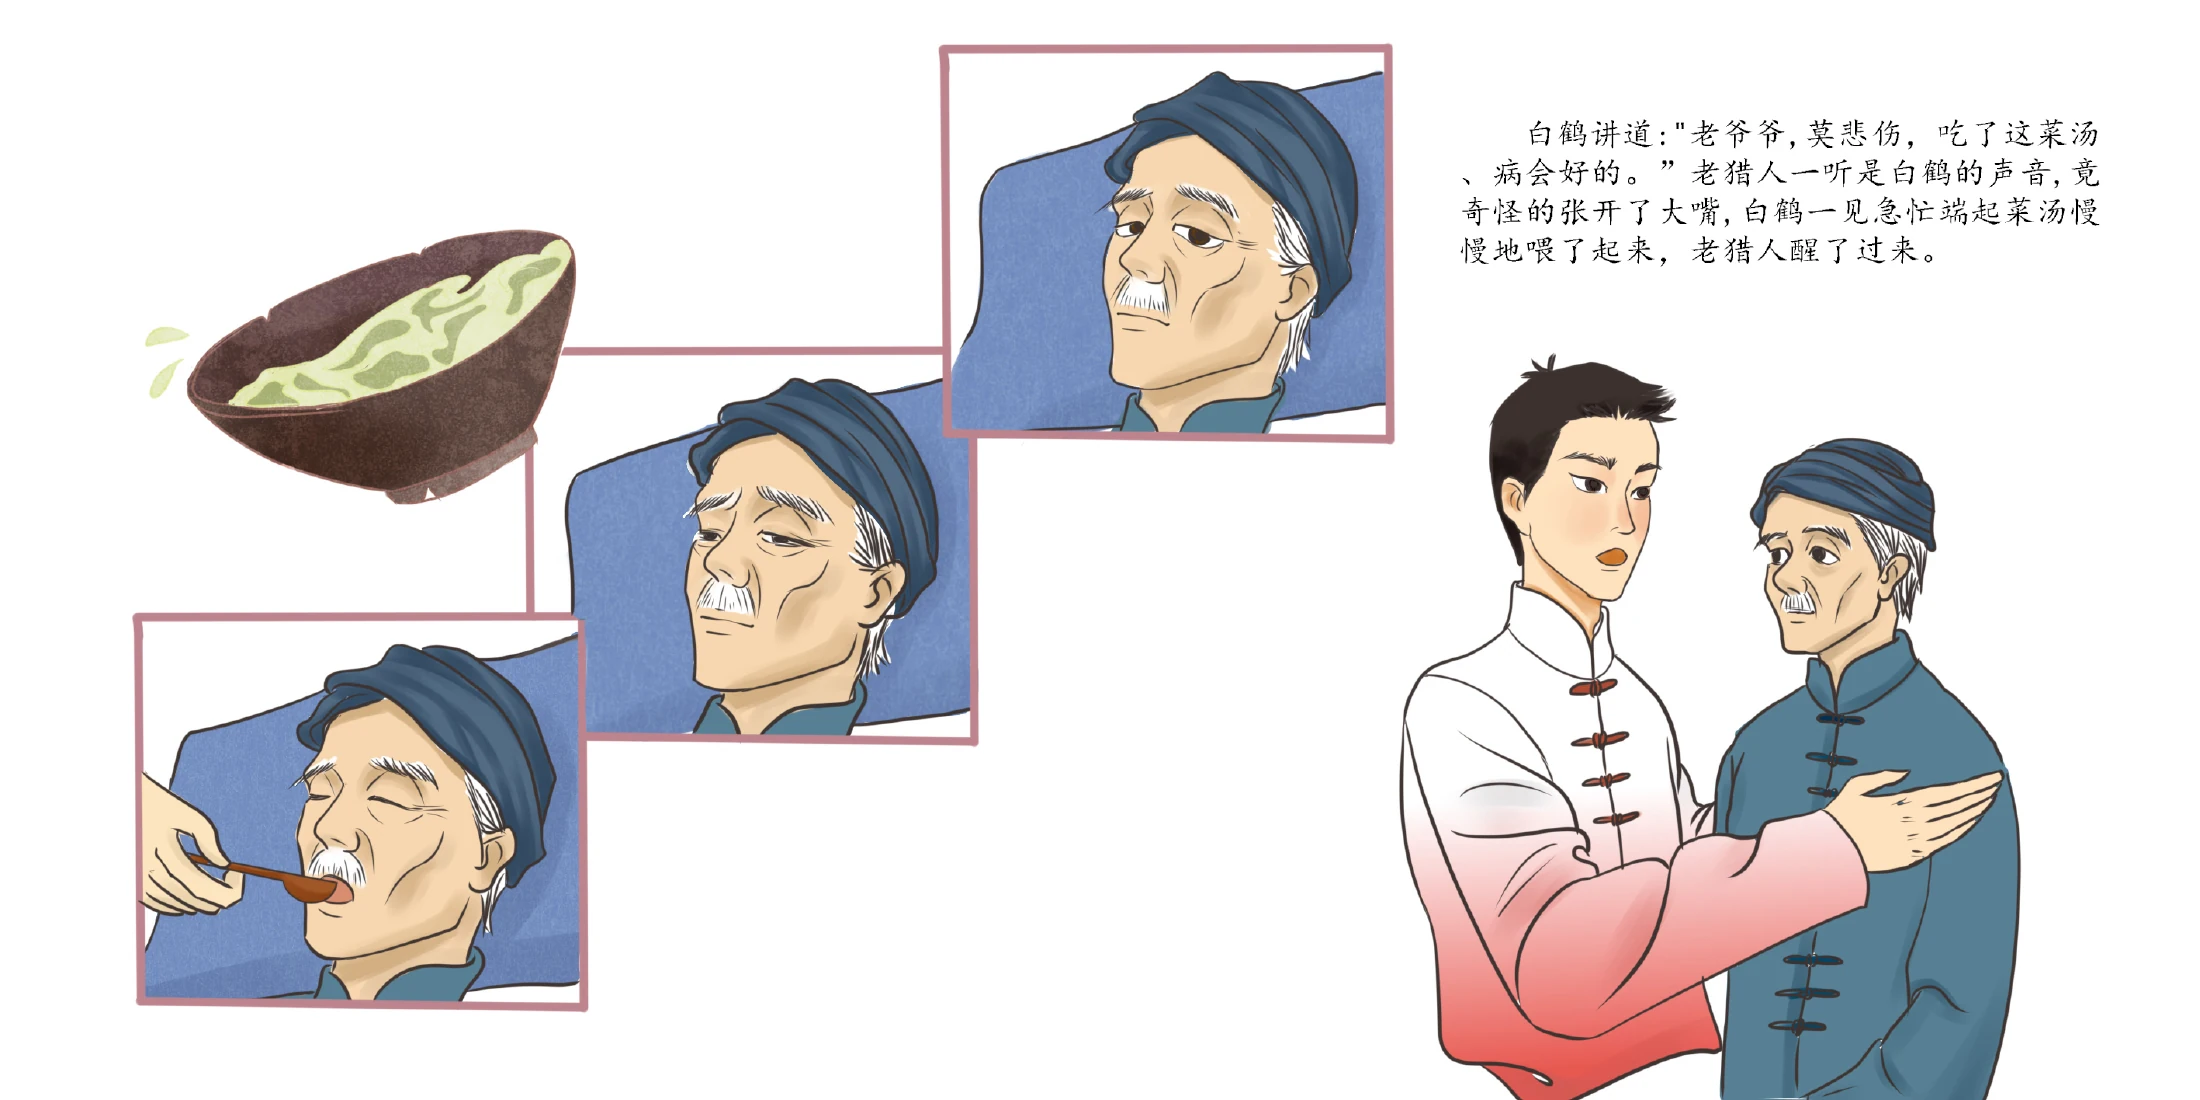 白鹤讲道:"老爷爷,莫悲伤，吃了这菜汤
、病会好的。”老猎人一听是白鹤的声音,竟
奇怪的张开了大嘴,白鹤一见急忙端起菜汤慢
慢地喂了起来，老猎人醒了过来。